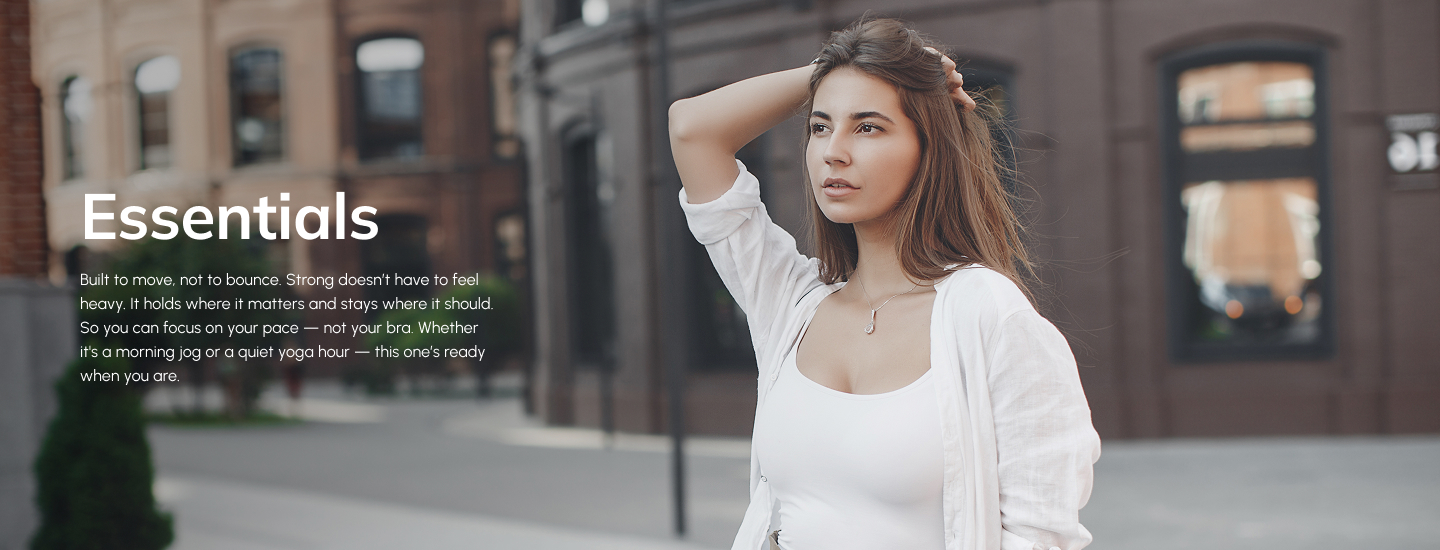 Essentials
Built to move, not to bounce. Strong doesn't have to feel
heavy. It holds where it matters and stays where it should.
So you can focus on your pace — not your bra. Whether
it's a morning jog or a quiet yoga hour — this one's ready
when you are.